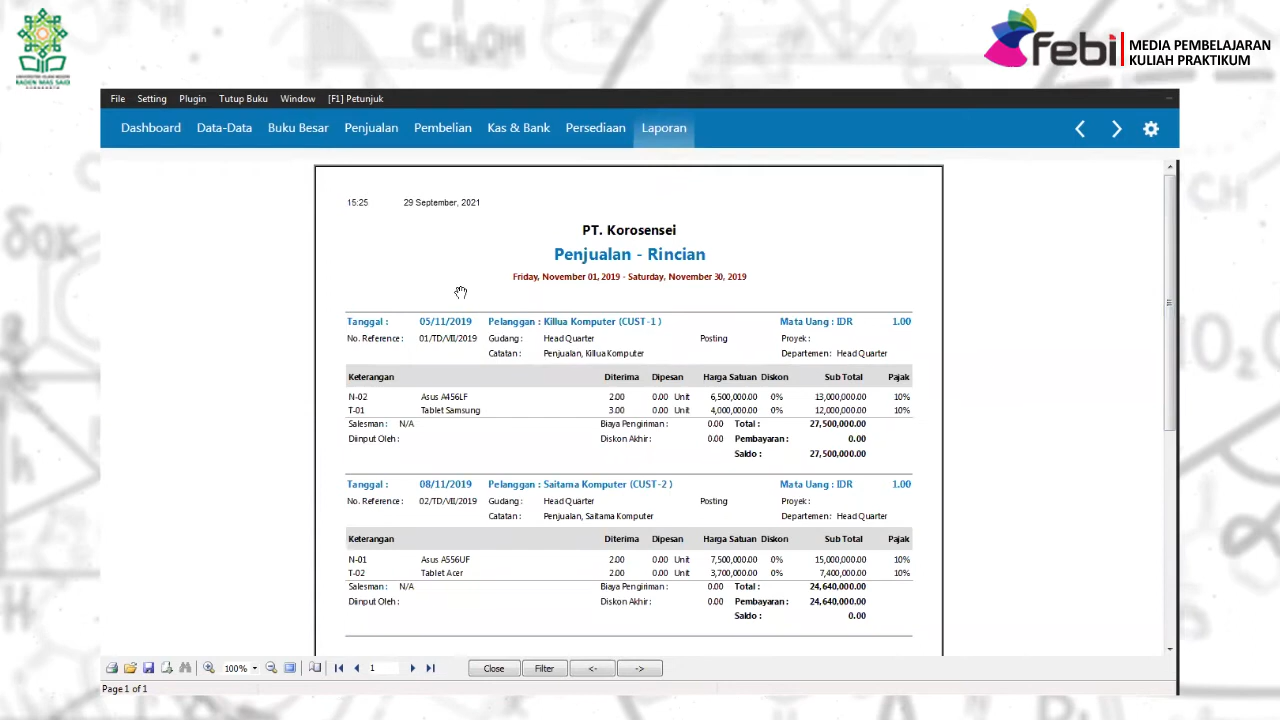 UNIVERSITAS ISLAM NEGERI
RADEN MAS SAID
SURAKARTA
febi
MEDIA PEMBELAJARAN
KULIAH PRAKTIKUM
File Setting Plugin Tutup Buku Window [F1] Petunjuk
Dashboard Data-Data Buku Besar Penjualan Pembelian Kas & Bank Persediaan Laporan
15:25 29 September, 2021
PT. Korosensei
Penjualan - Rincian
Friday, November 01, 2019 - Saturday, November 30, 2019
Tanggal : 05/11/2019 Pelanggan : Killua Komputer (CUST-1 ) Mata Uang : IDR 1.00
No. Reference : 01/TD/VII/2019 Gudang : Head Quarter Posting Proyek :
Catatan : Penjualan, Killua Komputer Departemen : Head Quarter
Keterangan Diterima Dipesan Harga Satuan Diskon Sub Total Pajak
N-02 Asus A456LF 2.00 0.00 Unit 6,500,000.00 0% 13,000,000.00 10%
T-01 Tablet Samsung 3.00 0.00 Unit 4,000,000.00 0% 12,000,000.00 10%
Salesman : N/A Biaya Pengiriman : 0.00 Total : 27,500,000.00
Diinput Oleh : Diskon Akhir : 0.00 Pembayaran : 0.00
Saldo : 27,500,000.00
Tanggal : 08/11/2019 Pelanggan : Saitama Komputer (CUST-2 ) Mata Uang : IDR 1.00
No. Reference : 02/TD/VII/2019 Gudang : Head Quarter Posting Proyek :
Catatan : Penjualan, Saitama Komputer Departemen : Head Quarter
Keterangan Diterima Dipesan Harga Satuan Diskon Sub Total Pajak
N-01 Asus A556UF 2.00 0.00 Unit 7,500,000.00 0% 15,000,000.00 10%
T-02 Tablet Acer 2.00 0.00 Unit 3,700,000.00 0% 7,400,000.00 10%
Salesman : N/A Biaya Pengiriman : 0.00 Total : 24,640,000.00
Diinput Oleh : Diskon Akhir : 0.00 Pembayaran : 24,640,000.00
Saldo : 0.00
100% 1 Close Filter <- ->
Page 1 of 1